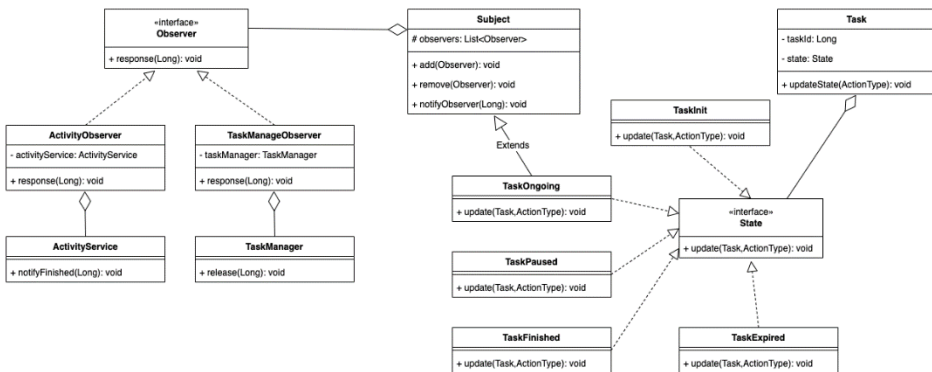 «interface»
Observer
+ response(Long): void
Subject
# observers: List<Observer>
+ add(Observer): void
+ remove(Observer): void
+ notifyObserver(Long): void
Task
- taskId: Long
- state: State
+ updateState(ActionType): void
ActivityObserver
- activityService: ActivityService
+ response(Long): void
TaskManageObserver
- taskManager: TaskManager
+ response(Long): void
TaskInit
+ update(Task,ActionType): void
Extends
TaskOngoing
+ update(Task,ActionType): void
«interface»
State
+ update(Task,ActionType): void
ActivityService
+ notifyFinished(Long): void
TaskManager
+ release(Long): void
TaskPaused
+ update(Task,ActionType): void
TaskFinished
+ update(Task,ActionType): void
TaskExpired
+ update(Task,ActionType): void